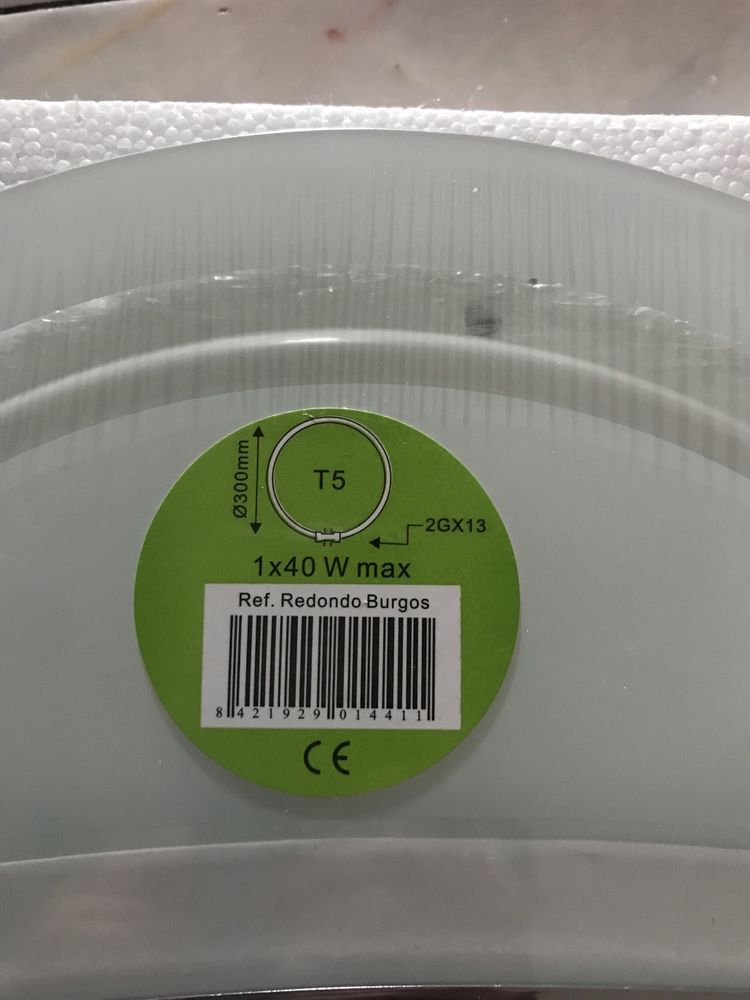 Ø300mm
T5
2GX13
1x40 W max
Ref. Redondo Burgos
8 421929 014411
CE